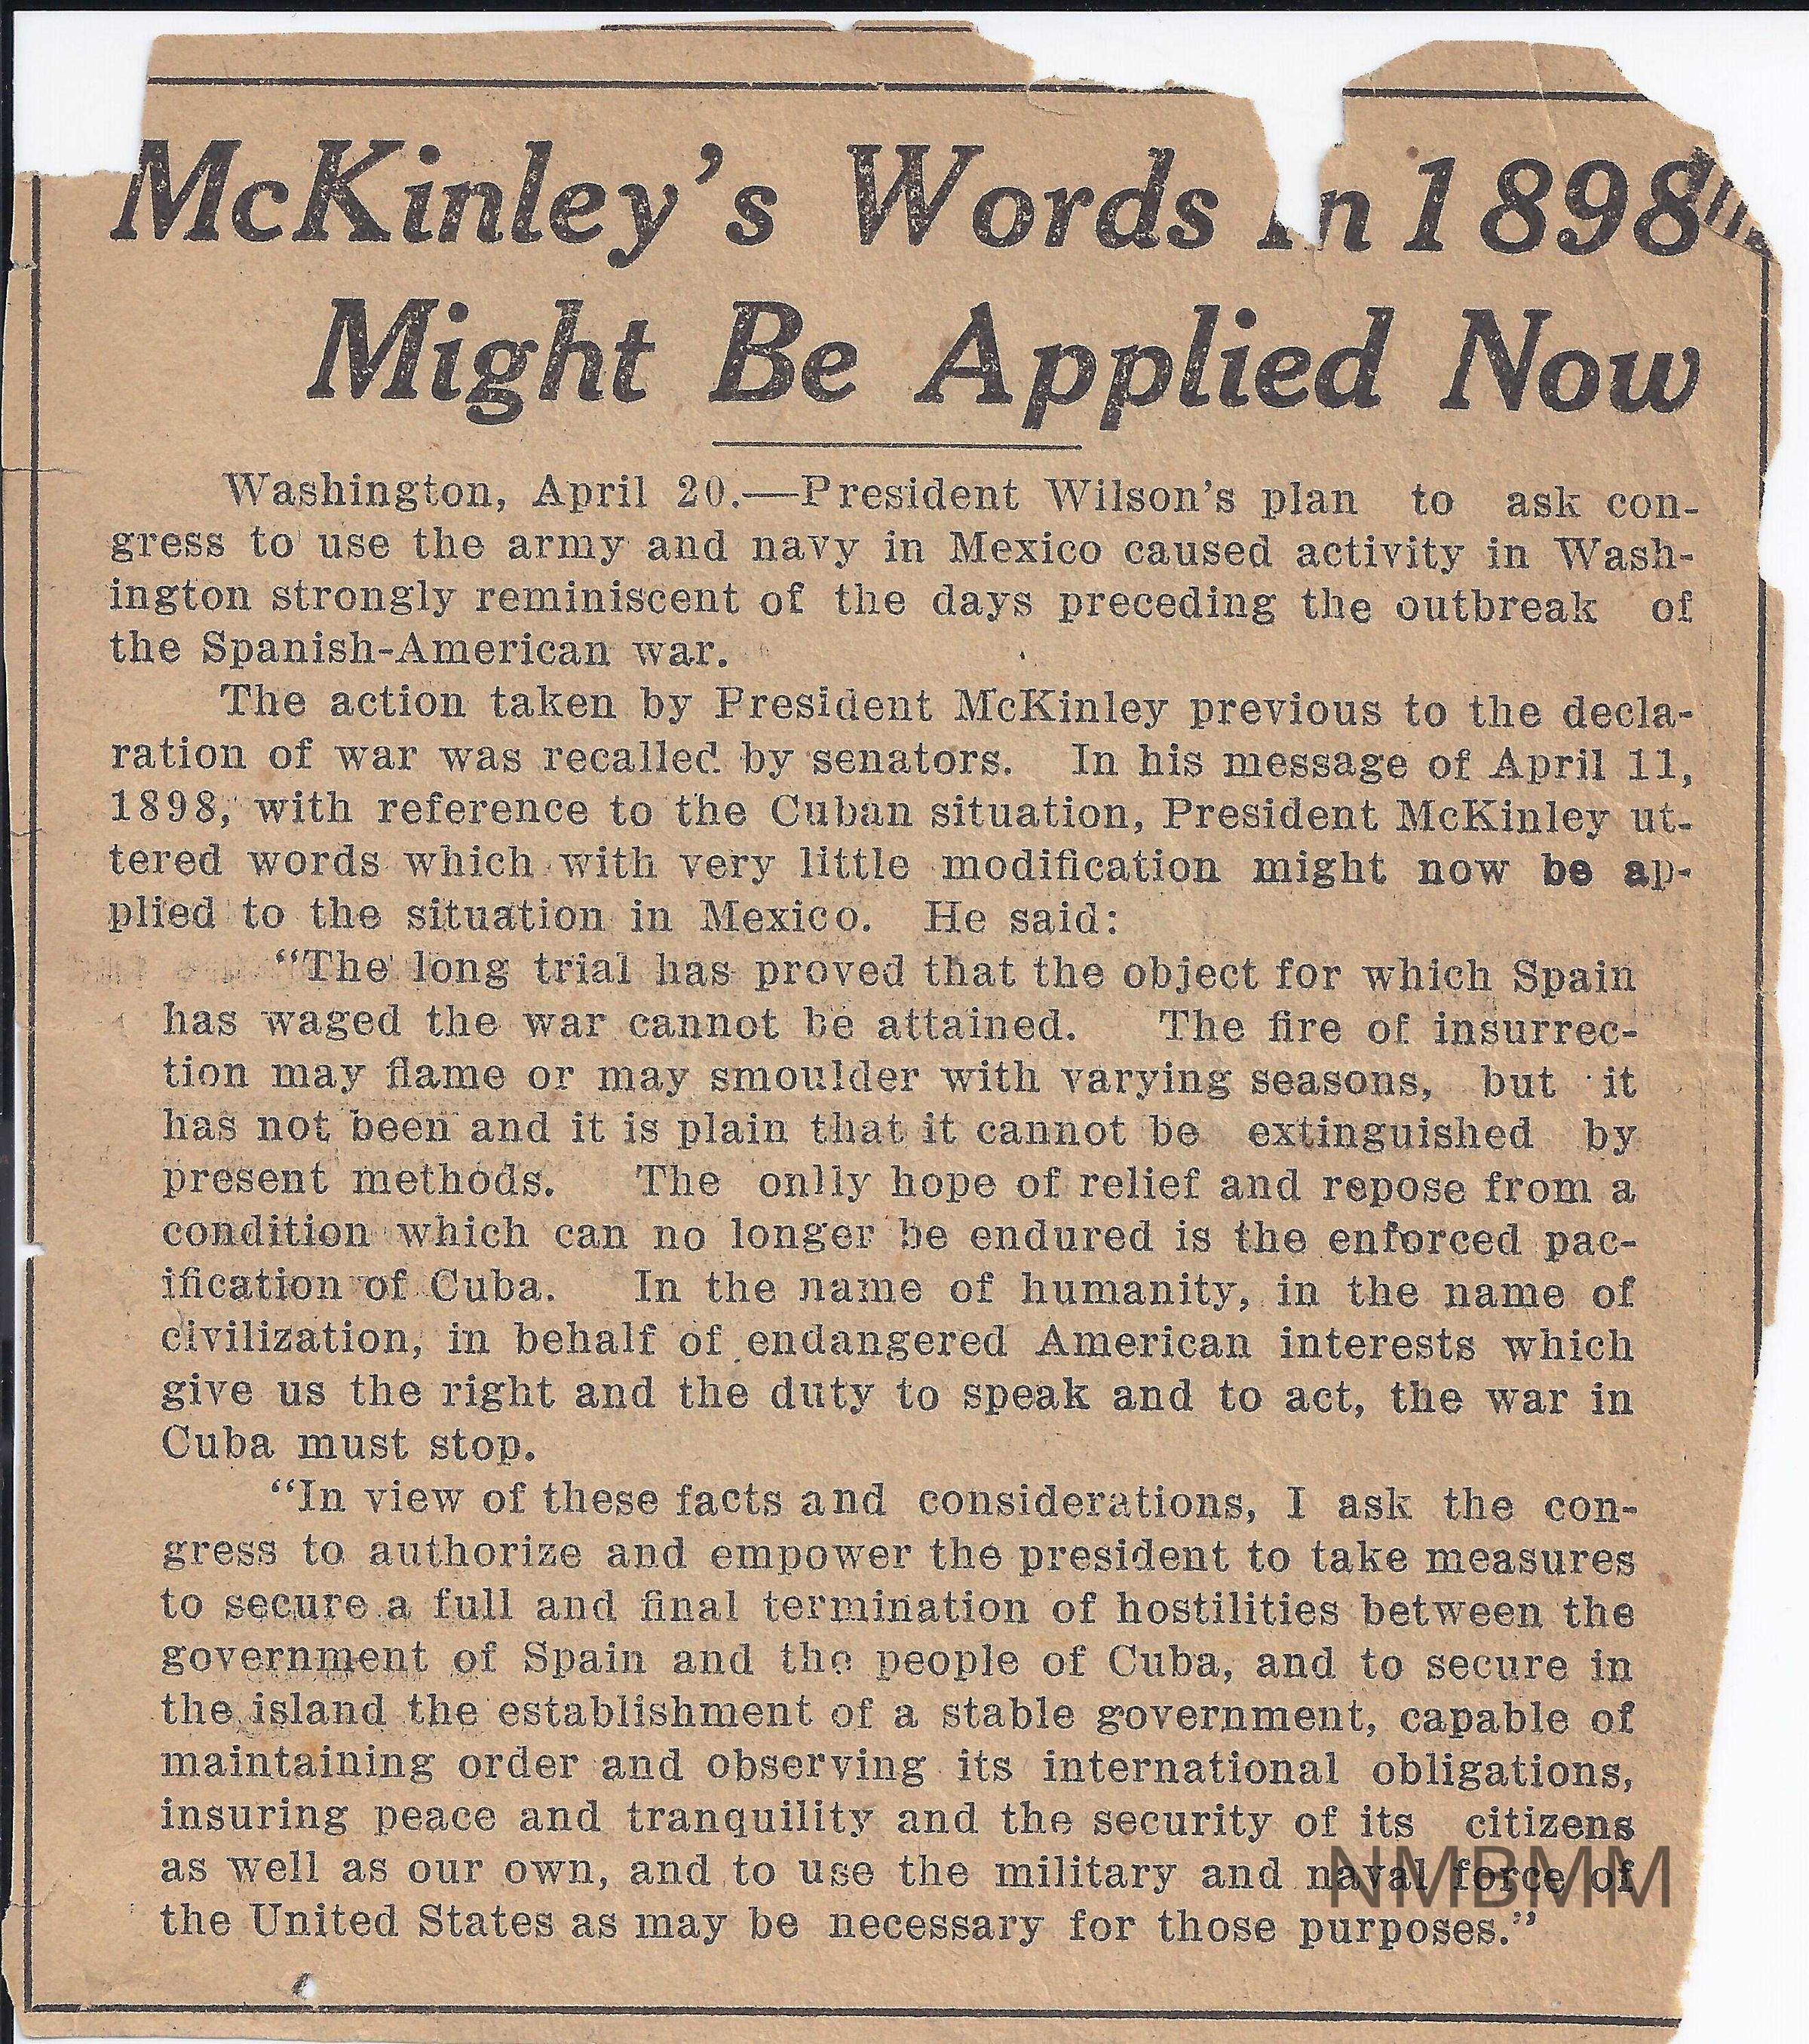 McKinley's Words In 1898
Might Be Applied Now
Washington, April 20.—President Wilson's plan to ask con-
gress to use the army and navy in Mexico caused activity in Wash-
ington strongly reminiscent of the days preceding the outbreak of
the Spanish-American war.
The action taken by President McKinley previous to the decla-
ration of war was recalled by senators. In his message of April 11,
1898, with reference to the Cuban situation, President McKinley ut-
tered words which with very little modification might now be ap-
plied to the situation in Mexico. He said:
"The long trial has proved that the object for which Spain
has waged the war cannot be attained. The fire of insurrec-
tion may flame or may smoulder with varying seasons, but it
has not been and it is plain that it cannot be extinguished by
present methods. The onlly hope of relief and repose from a
condition which can no longer be endured is the enforced pac-
ification of Cuba. In the name of humanity, in the name of
civilization, in behalf of endangered American interests which
give us the right and the duty to speak and to act, the war in
Cuba must stop.
"In view of these facts and considerations, I ask the con-
gress to authorize and empower the president to take measures
to secure a full and final termination of hostilities between the
government of Spain and the people of Cuba, and to secure in
the island the establishment of a stable government, capable of
maintaining order and observing its international obligations,
insuring peace and tranquility and the security of its citizens
as well as our own, and to use the military and naval force of
the United States as may be necessary for those purposes."
NMBMM